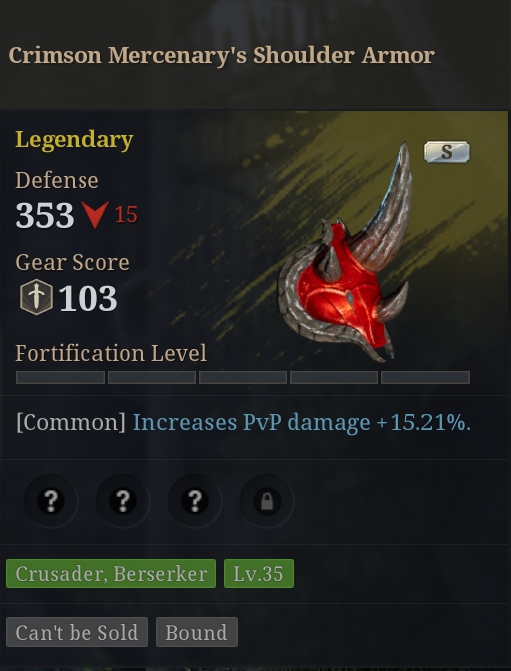 Crimson Mercenary's Shoulder Armor
Legendary
S
Defense
353 15
Gear Score
103
Fortification Level
[Common] Increases PvP damage +15.21%.
? ? ?
Crusader, Berserker Lv.35
Can't be Sold Bound